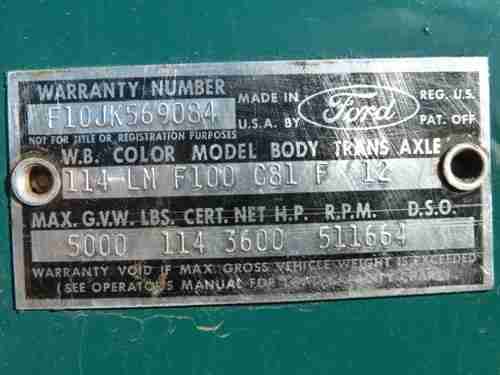 WARRANTY NUMBER
F10JK569084 MADE IN Ford REG. U.S.
NOT FOR TITLE OR REGISTRATION PURPOSES U.S.A. BY PAT. OFF
W.B. COLOR MODEL BODY TRANS AXLE
114 LM F100 C81 F 12
MAX. G.V.W. LBS. CERT. NET H.P. R.P.M. D.S.O.
5000 114 3600 511664
WARRANTY VOID IF MAX. GROSS VEHICLE WEIGHT IS EXCEEDED
(SEE OPERATOR'S MANUAL FOR